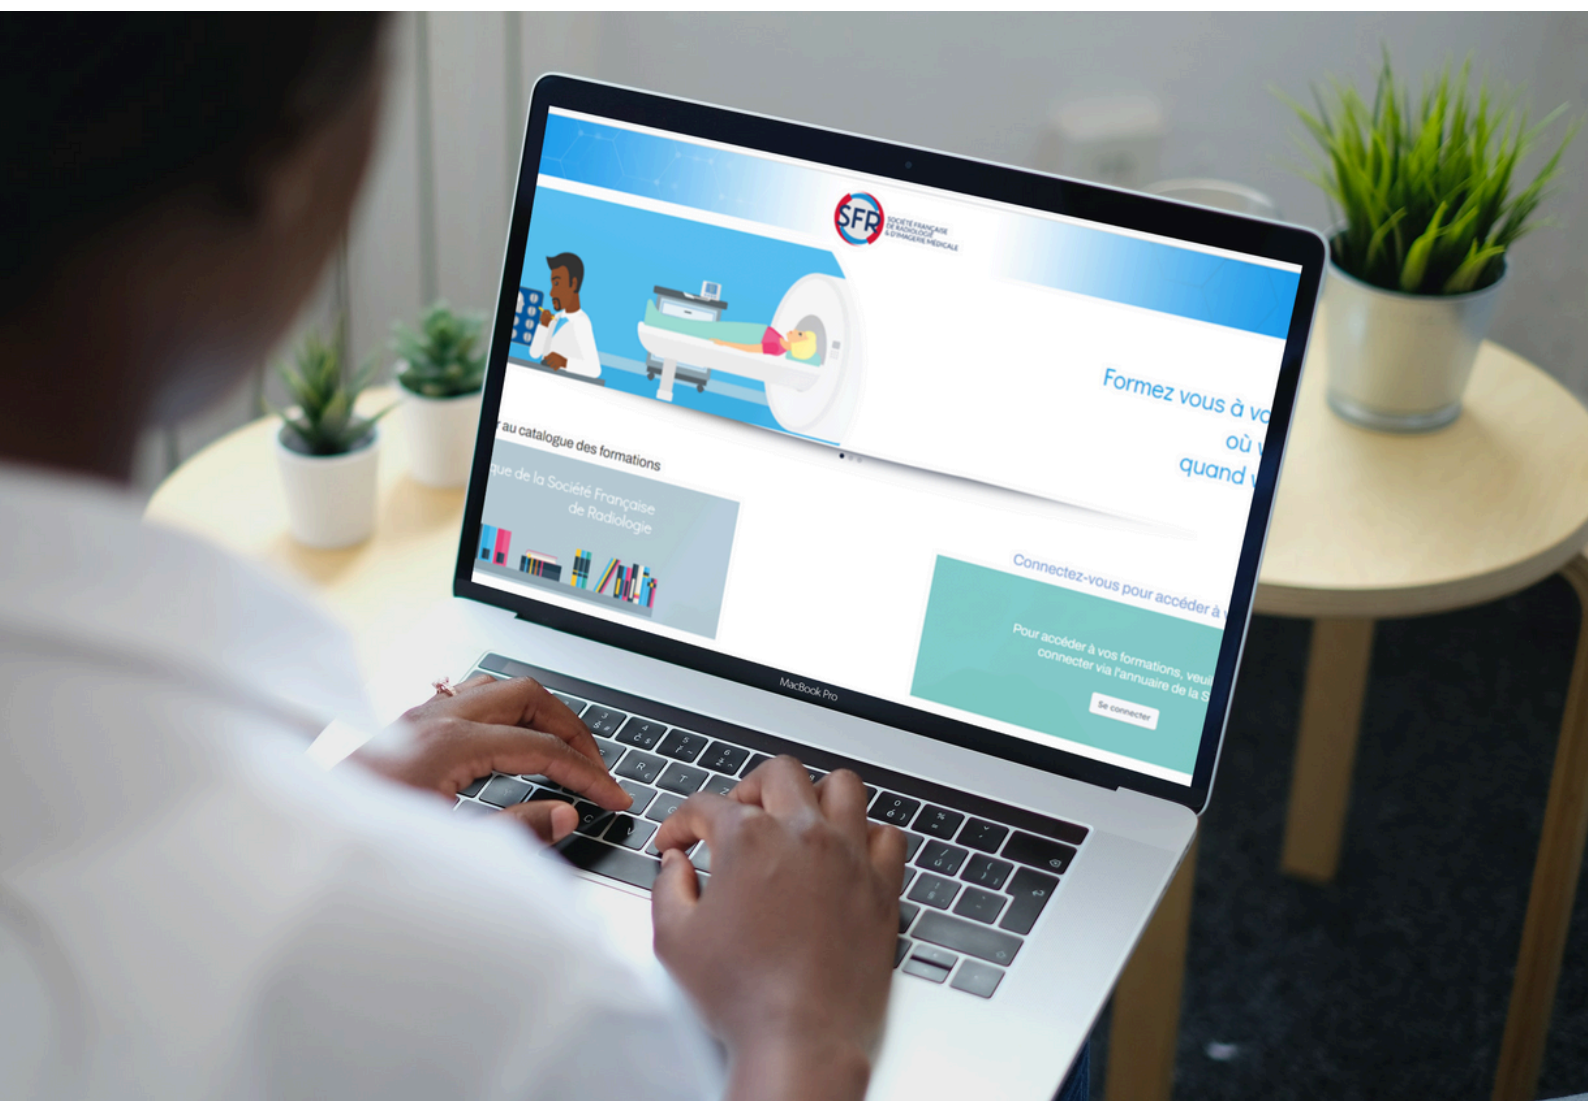 SFR
SOCIÉTÉ FRANÇAISE
DE RADIOLOGIE
& D'IMAGERIE MÉDICALE
Formez vous à vo
où v
quand v
r au catalogue des formations
que de la Société Française
de Radiologie
Connectez-vous pour accéder à v
Pour accéder à vos formations, veuil
connecter via l'annuaire de la S
Se connecter
MacBook Pro